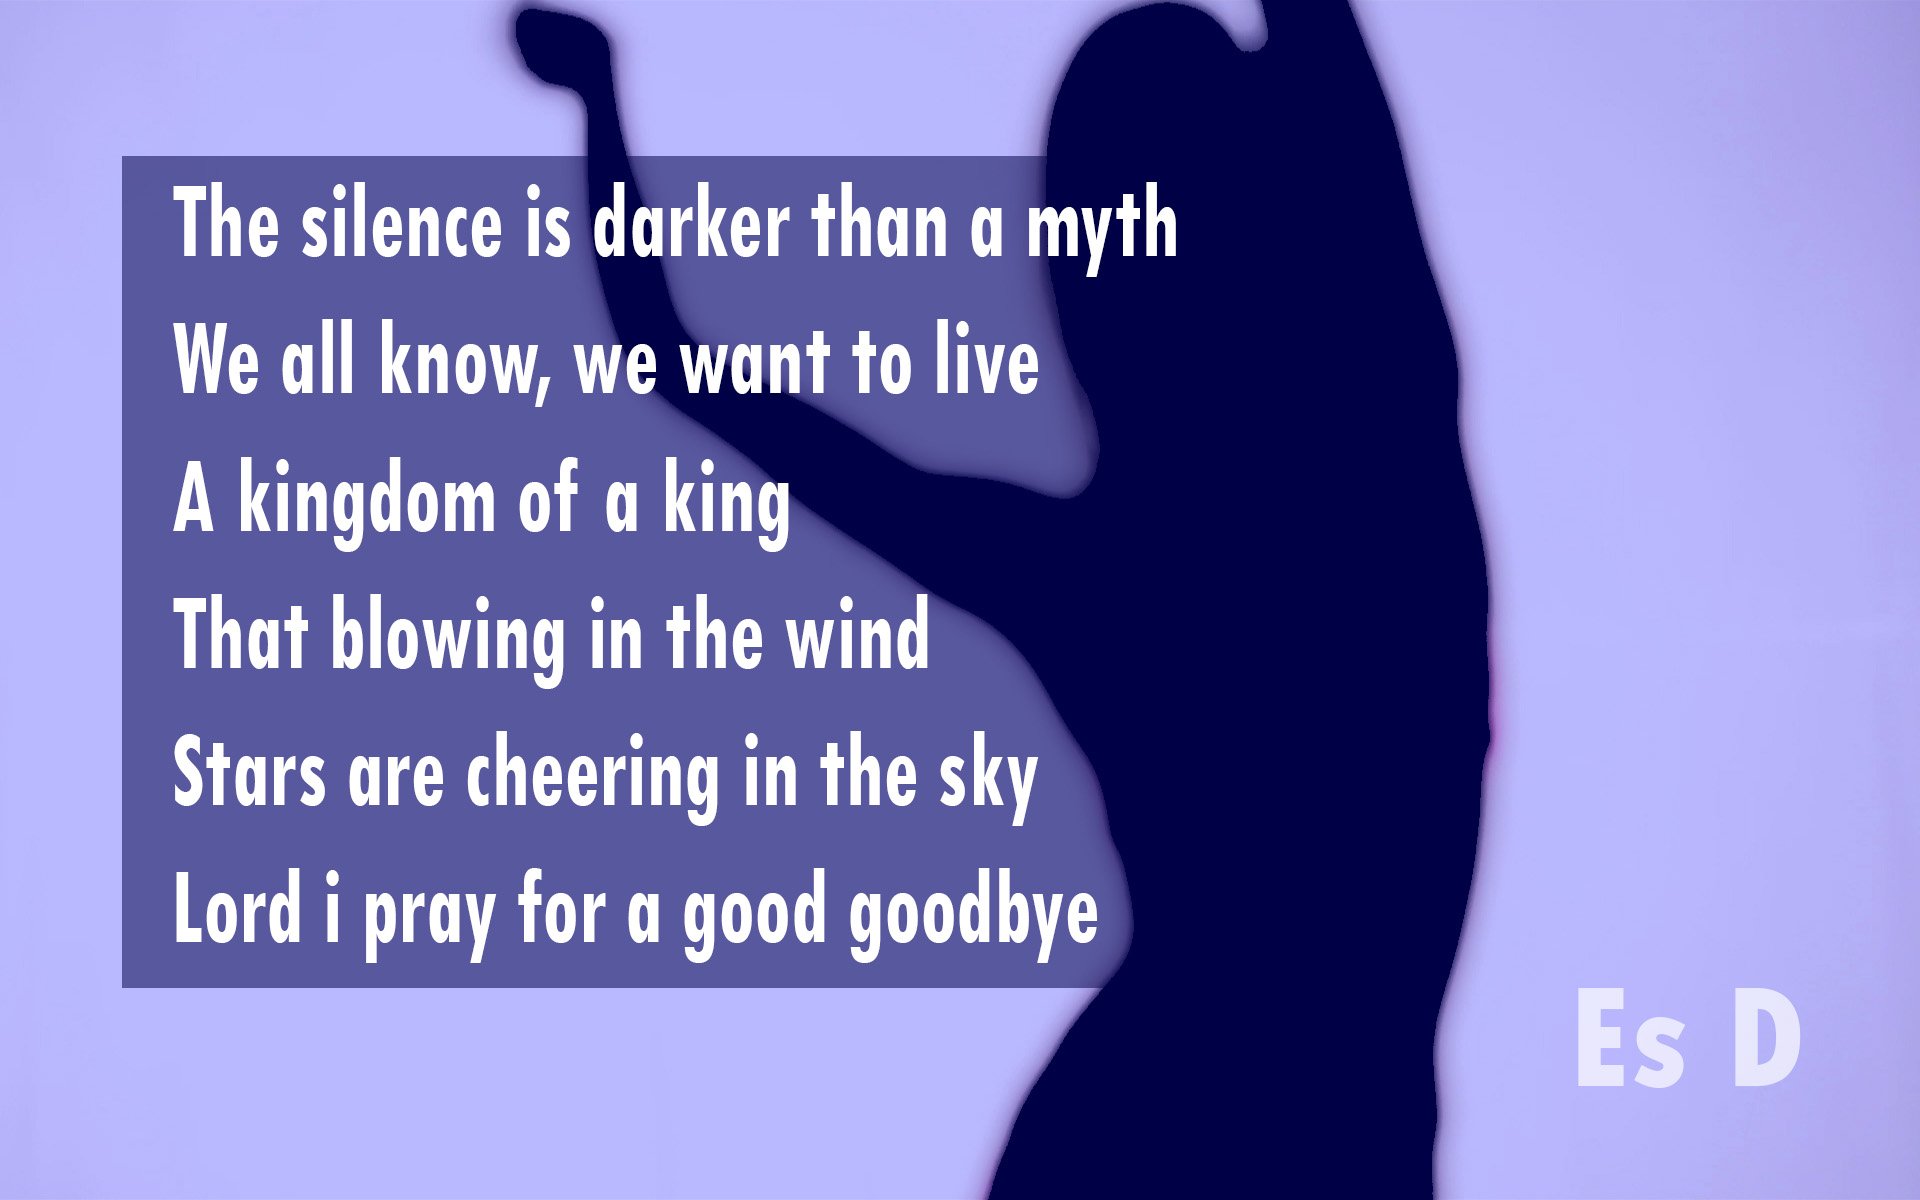 The silence is darker than a myth
We all know, we want to live
A kingdom of a king
That blowing in the wind
Stars are cheering in the sky
Lord i pray for a good goodbye
Es D